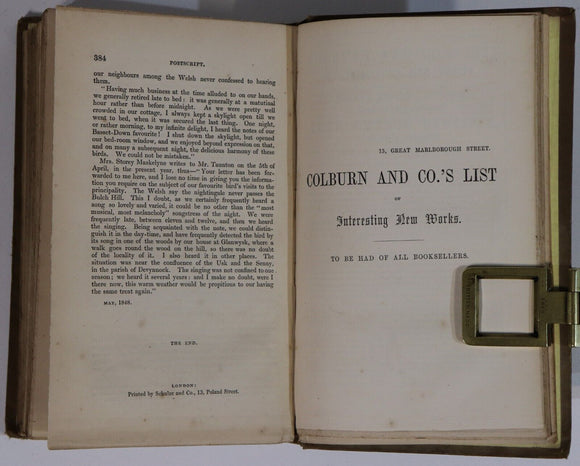 384
POSTSCRIPT.
our neighbours among the Welsh never confessed to hearing
them.
"Having much business at the time alluded to on our hands,
we generally retired late to bed: it was generally at a matutinal
hour rather than before midnight. As we were pretty well
crowded in our cottage, I always kept a skylight open till we
went to bed, when it was secured the last thing. One night,
or rather morning, to my infinite delight, I heard the notes of our
Basset-Down favourite! I shut down the skylight, but opened
our bed-room window, and we enjoyed beyond expression on that,
and on many a subsequent night, the delicious harmony of these
birds. We could not be mistaken."
Mrs. Storey Maskelyne writes to Mr. Taunton on the 5th of
April, in the present year, thus—"Your letter has been for-
warded to me here, and I lose no time in giving you the information
you require on the subject of our favourite bird's visits to the
principality. The Welsh say the nightingale never passes the
Bulch Hill. This I doubt, as we certainly frequently heard a
song so lovely and varied, it could be no other than the "most
musical, most melancholy" songstress of the night. We were
frequently late, between eleven and twelve, and then we heard
the singing. Being acquainted with the note, we could distin-
guish it in the day-time, and have frequently detected the bird by
its song in one of the woods by our house at Glanwysk, where a
walk goes round the wood on the hill, so there was no doubt
of the locality of it. I also heard it in other places. The
situation was near the confluence of the Usk and the Senny,
in the parish of Devynnock. The singing was not confined to one
season; we heard it several years: and I make no doubt, were I
there now, this warm weather would be propitious to our having
the same treat again."
MAY, 1848.
THE END.
LONDON:
Printed by Schulze and Co., 13, Poland Street.
13, GREAT MARLBOROUGH STREET.
COLBURN AND CO.'S LIST
OF
Interesting New Works.
TO BE HAD OF ALL BOOKSELLERS.